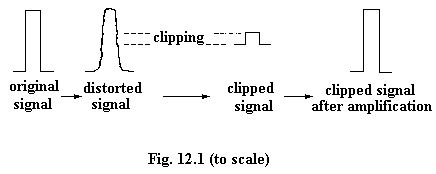 clipping
original
signal
distorted
signal
clipped
signal
clipped signal
after amplification
Fig. 12.1 (to scale)